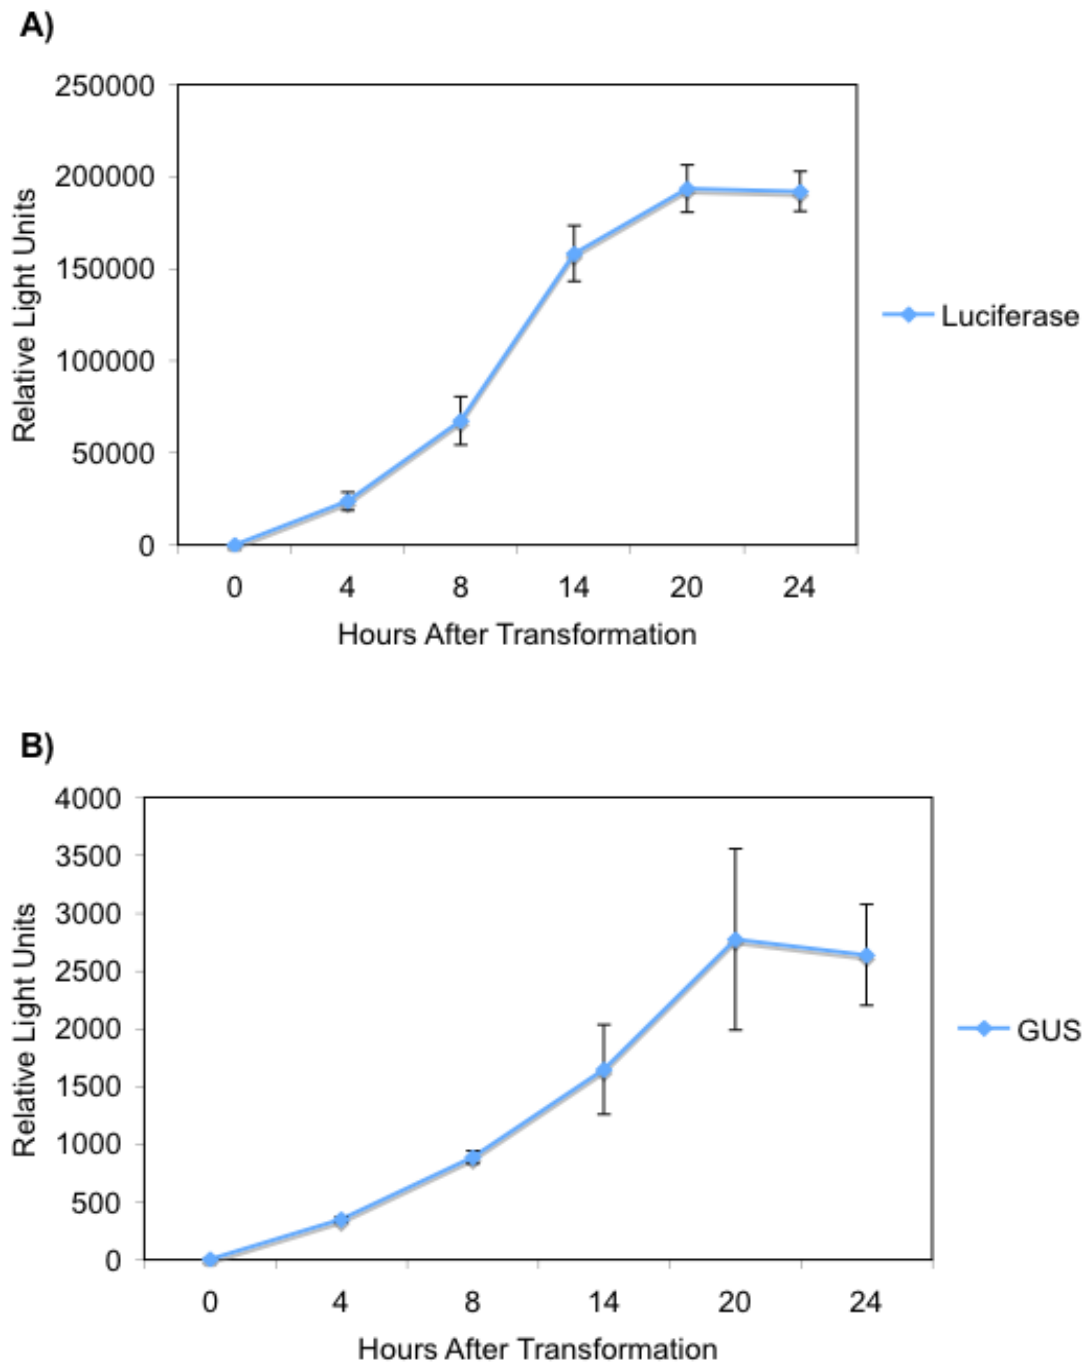 A)
250000
200000
150000
100000
50000
0
Relative Light Units
0 4 8 14 20 24
Hours After Transformation
Luciferase
B)
4000
3500
3000
2500
2000
1500
1000
500
0
Relative Light Units
0 4 8 14 20 24
Hours After Transformation
GUS